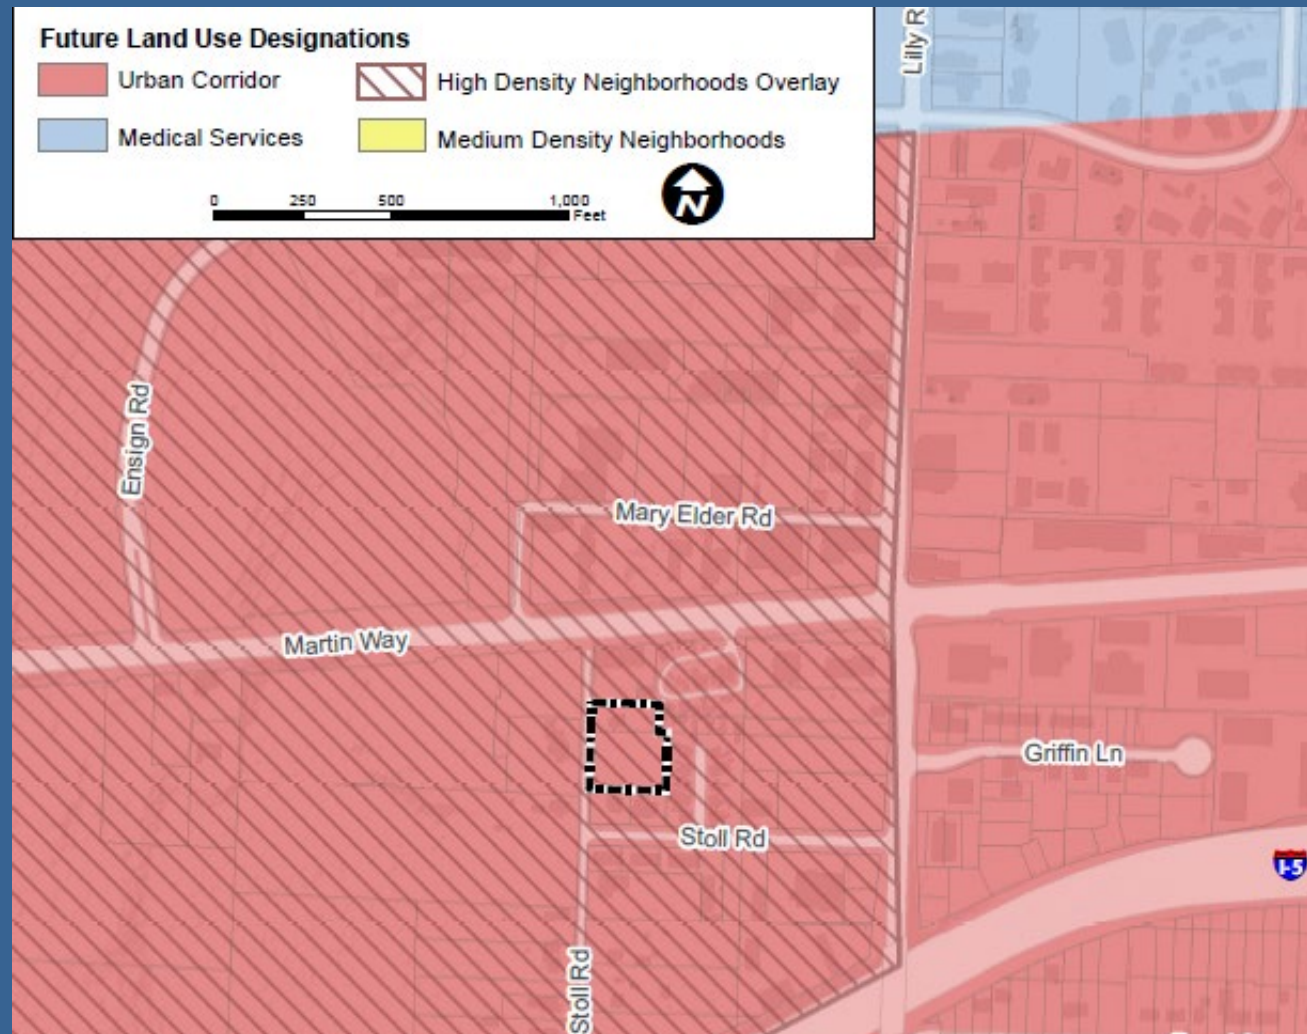 Future Land Use Designations
Urban Corridor
High Density Neighborhoods Overlay
Medical Services
Medium Density Neighborhoods
0 250 500 1,000
Feet
N
Lilly R
Ensign Rd
Mary Elder Rd
Martin Way
Griffin Ln
Stoll Rd
I-5
Stoll Rd